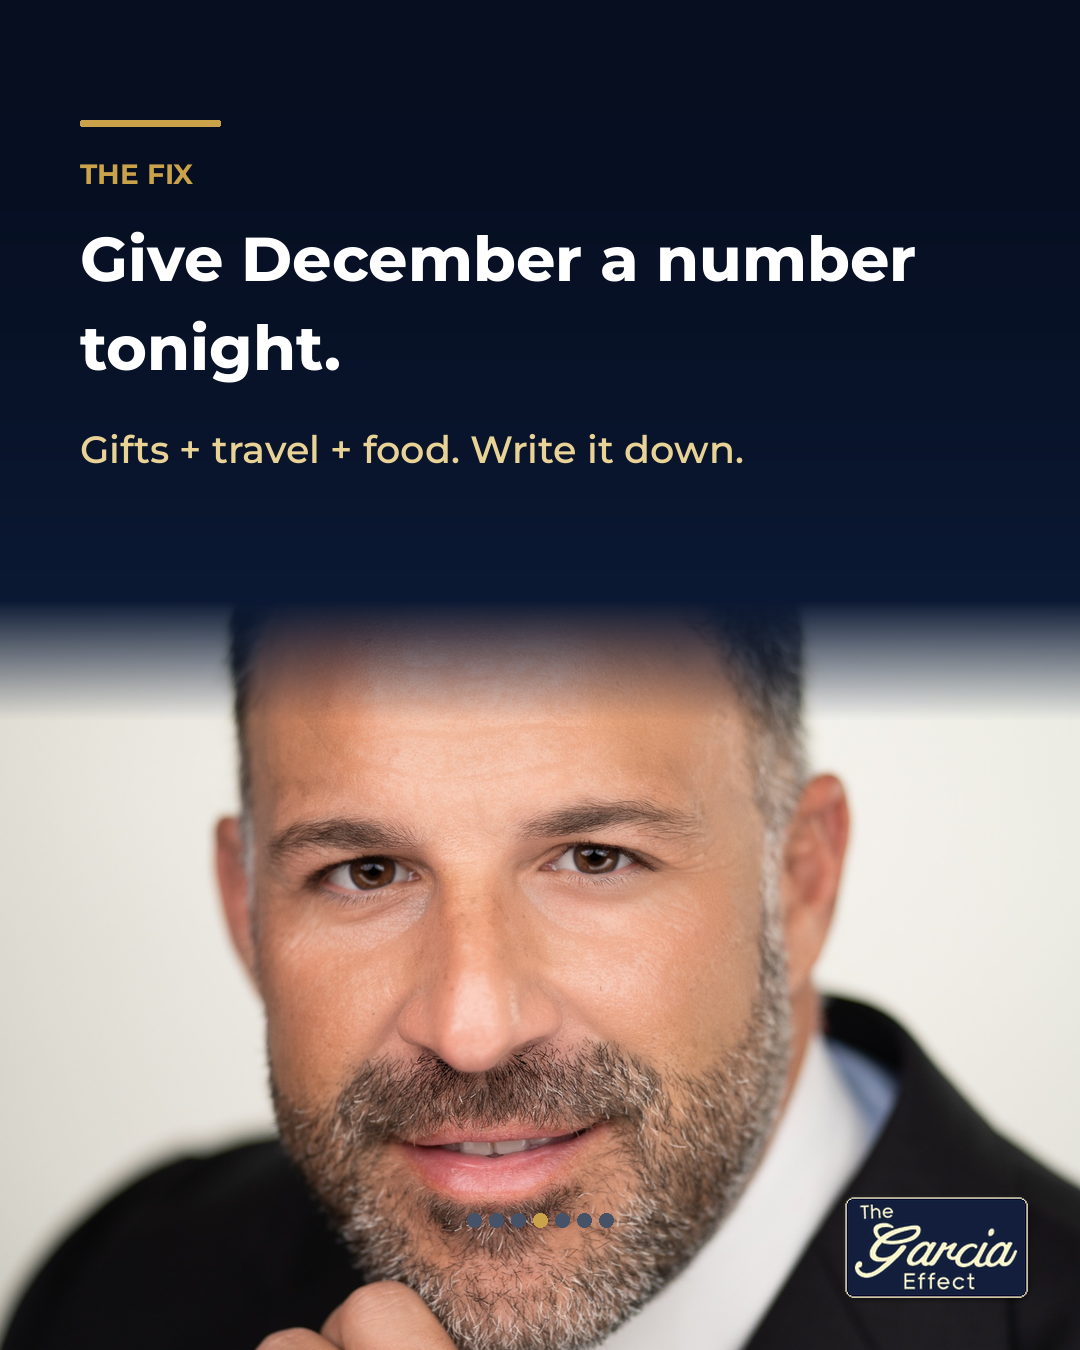 THE FIX
Give December a number
tonight.
Gifts + travel + food. Write it down.
The
Garcia
Effect